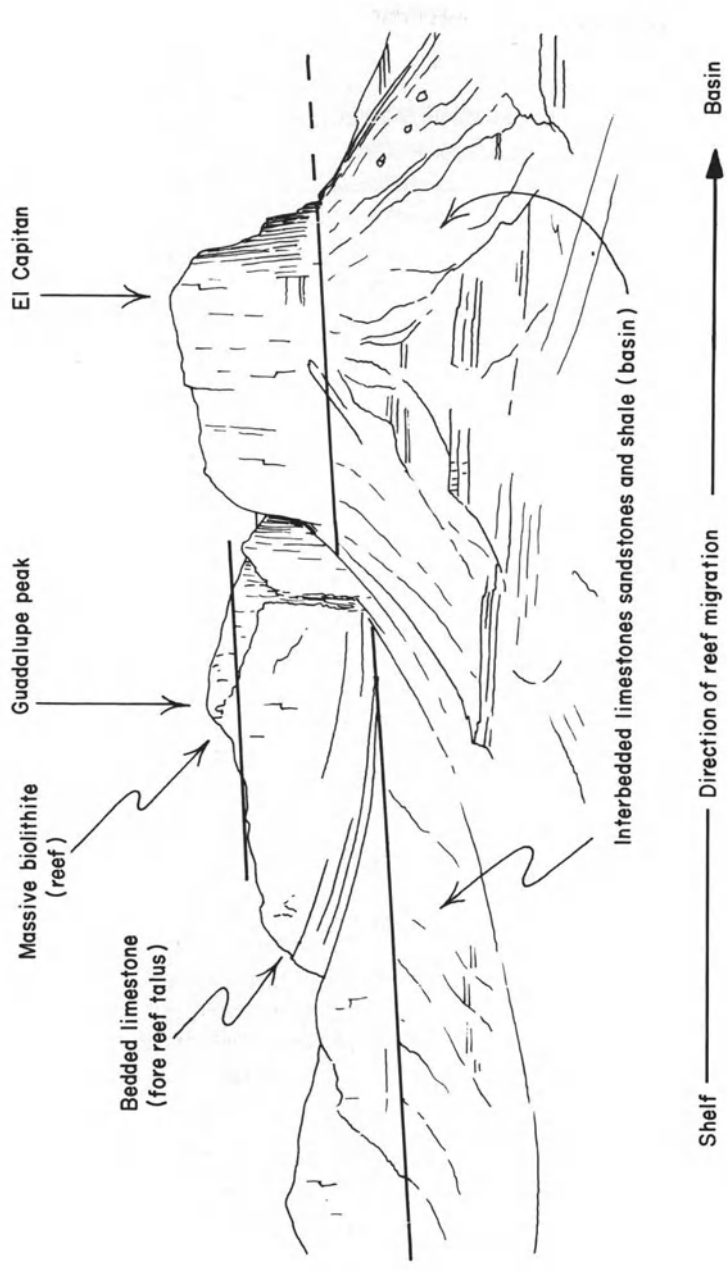 El Capitan
Guadalupe peak
Massive biolithite
(reef)
Bedded limestone
(fore reef talus)
Interbedded limestones sandstones and shale (basin)
Shelf
Direction of reef migration
Basin